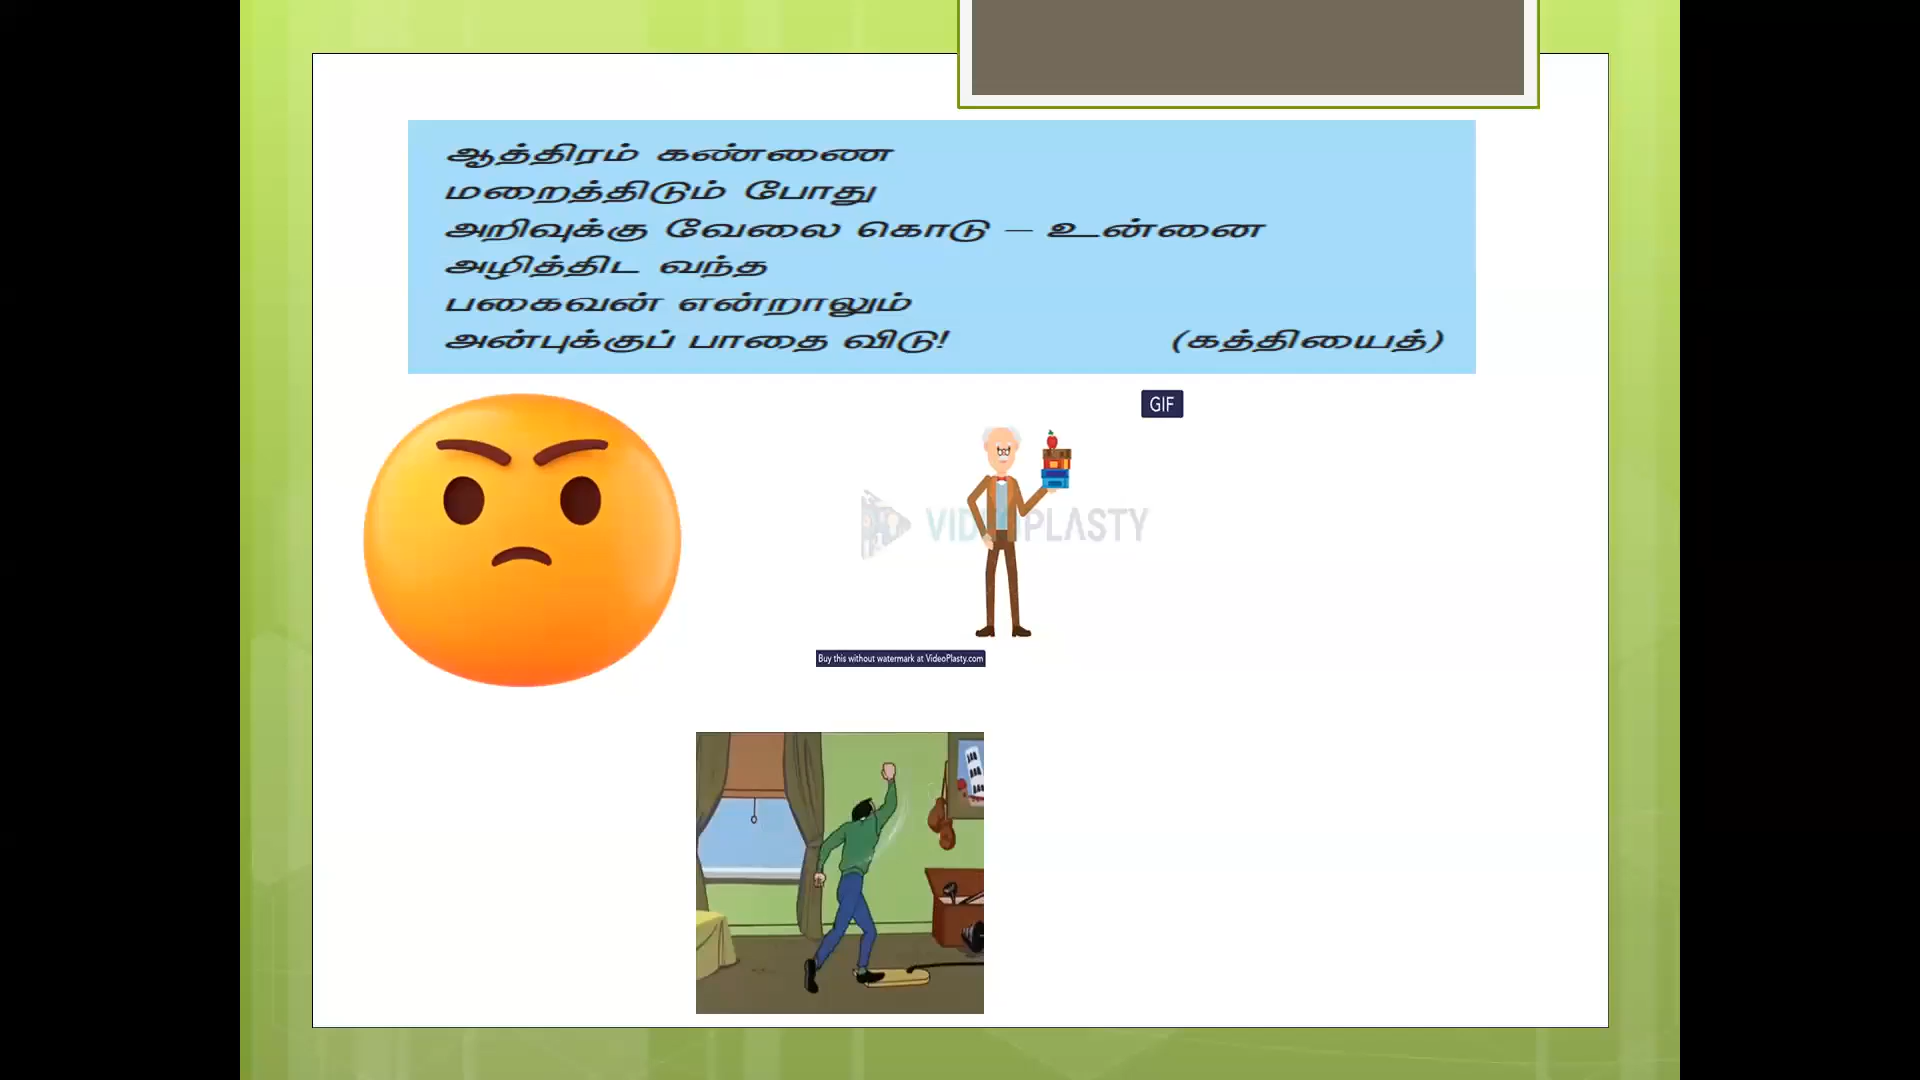 ஆத்திரம் கண்ணை
மறைத்திடும் போது
அறிவுக்கு வேலை கொடு – உன்னை
அழித்திட வந்த
பகைவன் என்றாலும்
அன்புக்குப் பாதை விடு! (கத்தியைத்)
GIF
VIDEOPLASTY
Buy this without watermark at VideoPlasty.com